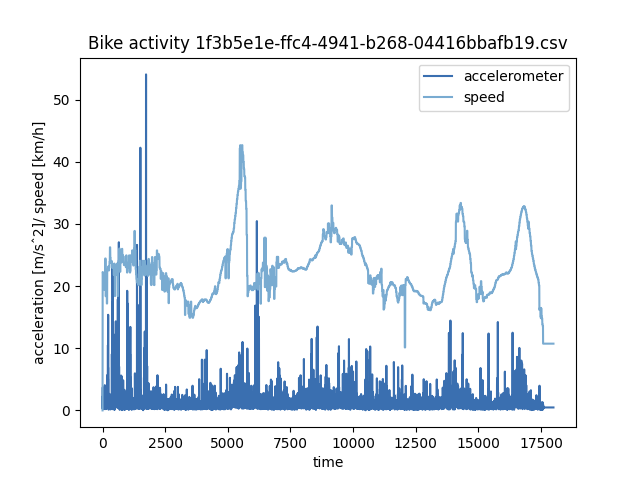 Bike activity 1f3b5e1e-ffc4-4941-b268-04416bbafb19.csv
accelerometer
speed
acceleration [m/s^2]/ speed [km/h]
50
40
30
20
10
0
0 2500 5000 7500 10000 12500 15000 17500
time